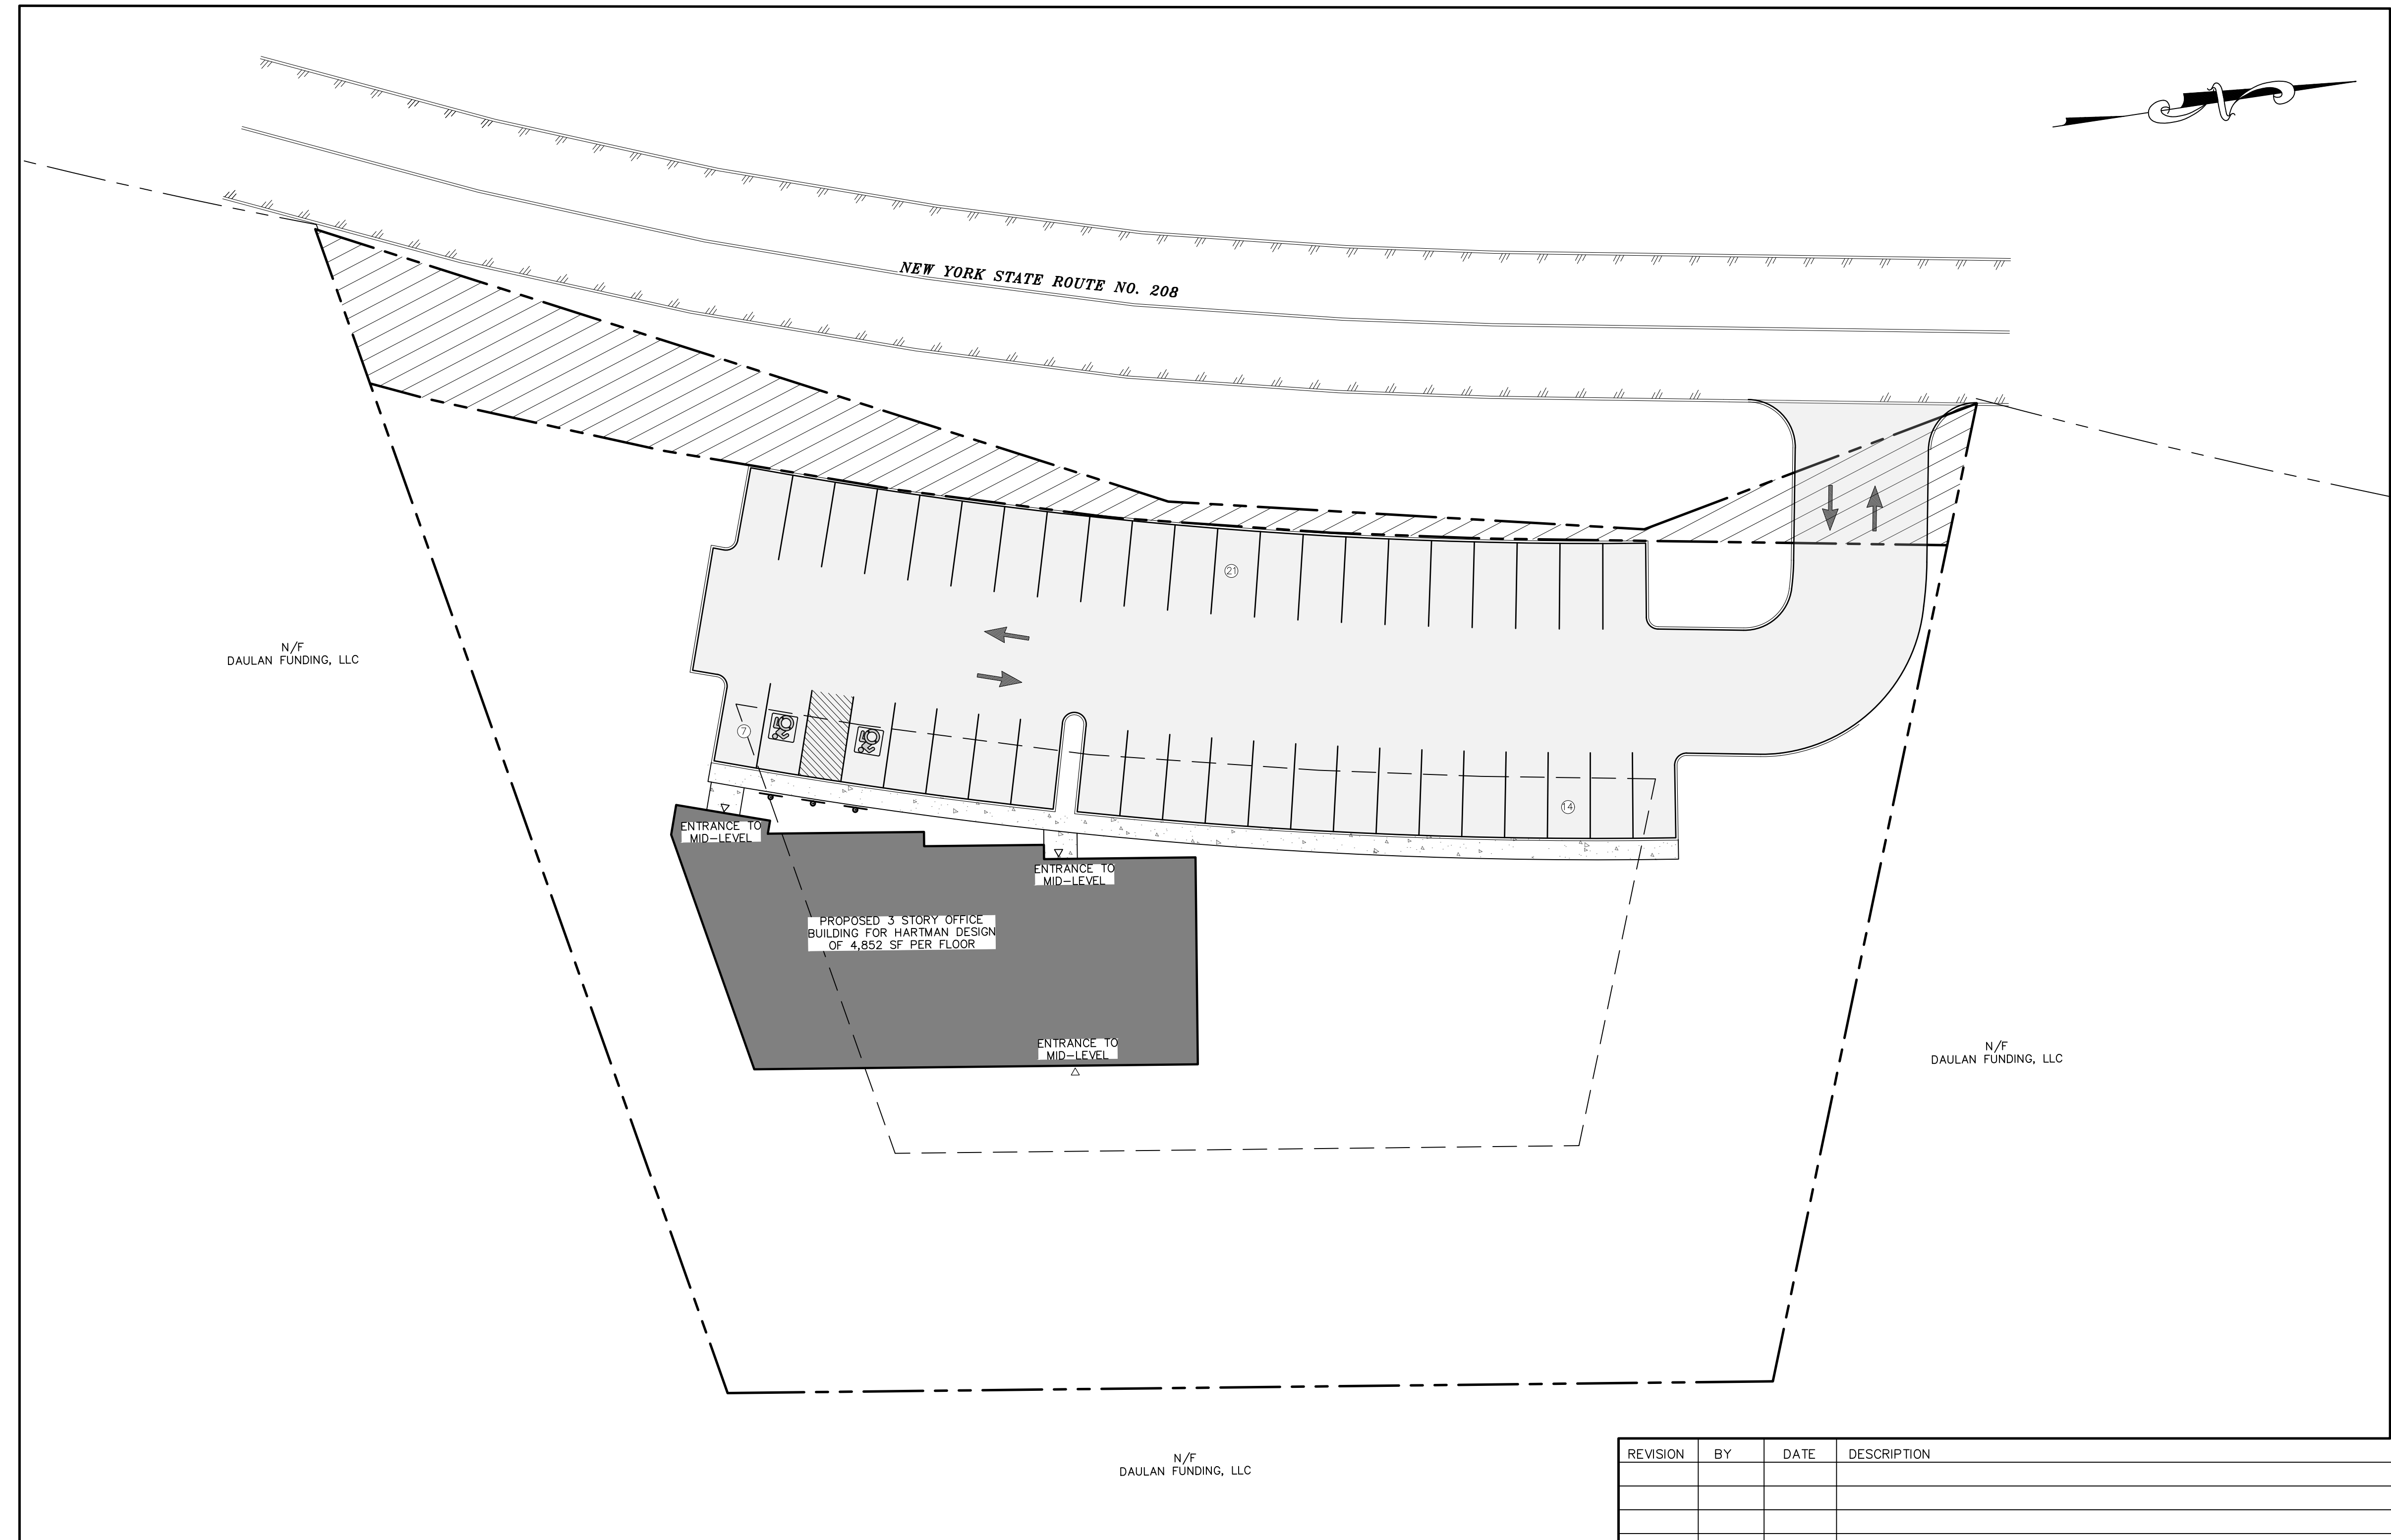 N
NEW YORK STATE ROUTE NO. 208
21
N/F
DAULAN FUNDING, LLC
7
14
ENTRANCE TO
MID-LEVEL
ENTRANCE TO
MID-LEVEL
PROPOSED 3 STORY OFFICE
BUILDING FOR HARTMAN DESIGN
OF 4,852 SF PER FLOOR
ENTRANCE TO
MID-LEVEL
N/F
DAULAN FUNDING, LLC
N/F
DAULAN FUNDING, LLC
REVISION BY DATE DESCRIPTION